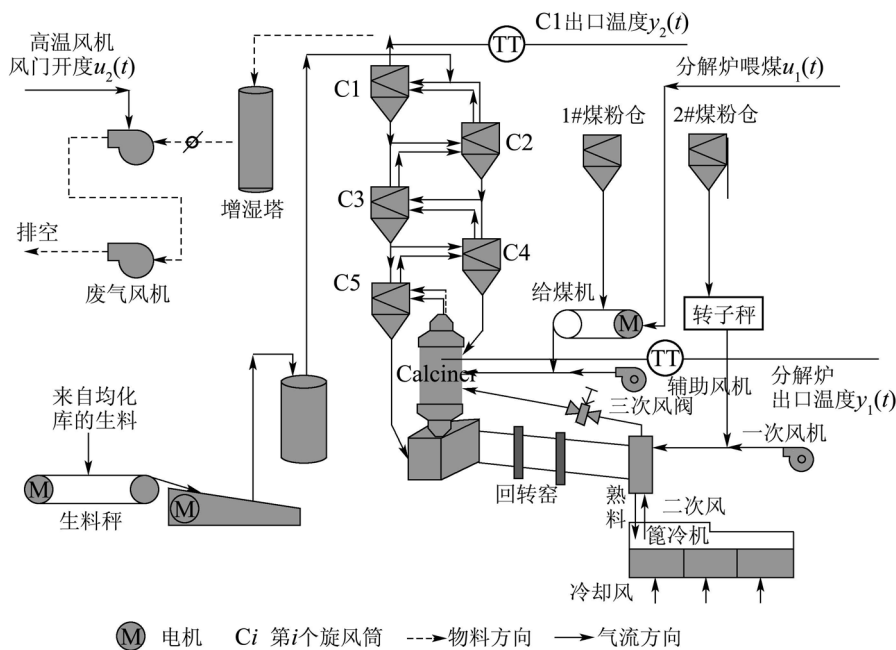 高温风机
风门开度u₂(t)
C1出口温度y₂(t)
TT
分解炉喂煤u₁(t)
1#煤粉仓
2#煤粉仓
C1
C2
增湿塔
C3
C4
排空
废气风机
C5
给煤机
M
转子秤
TT
Calciner
辅助风机
分解炉
出口温度y₁(t)
三次风阀
来自均化
库的生料
一次风机
M
生料秤
M
回转窑
熟料
二次风
篦冷机
冷却风
M 电机
Ci 第i个旋风筒
物料方向
气流方向